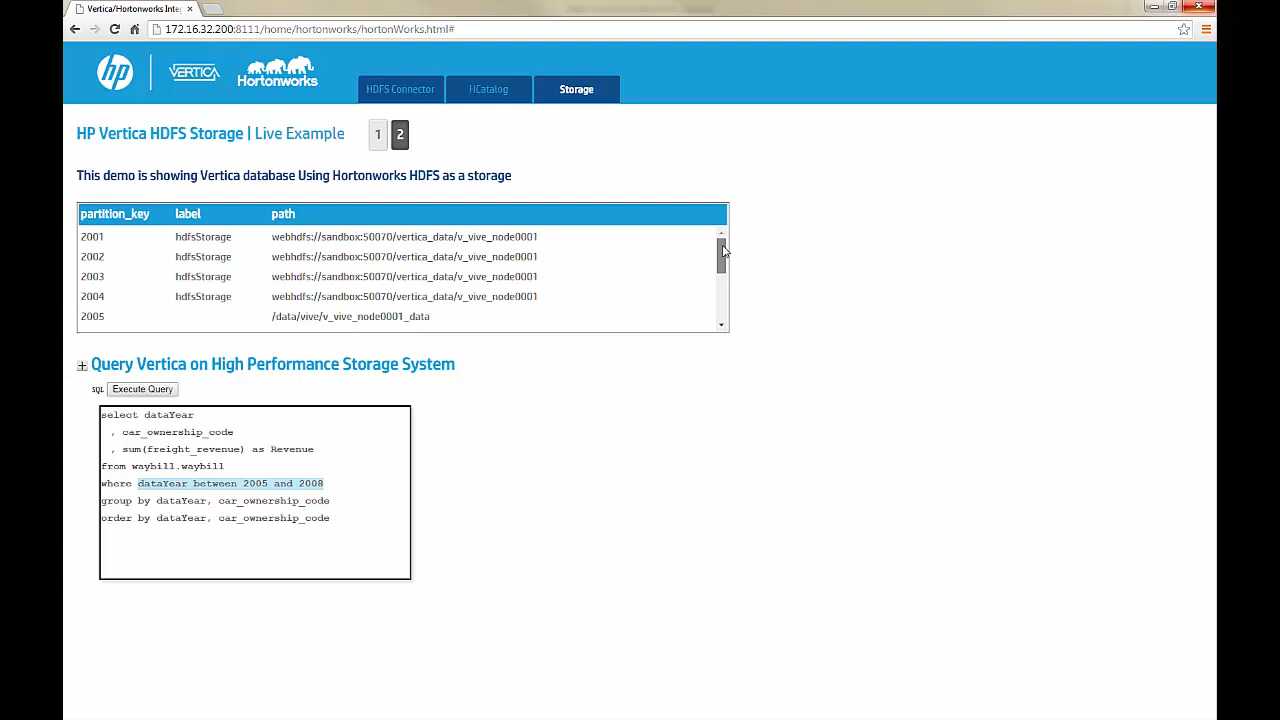 Vertica/Hortonworks Inte
172.16.32.200:8111/home/hortonworks/hortonWorks.html#
hp VERTICA Hortonworks
HDFS Connector HCatalog Storage
HP Vertica HDFS Storage | Live Example 1 2
This demo is showing Vertica database Using Hortonworks HDFS as a storage
partition_key label path
2001 hdfsStorage webhdfs://sandbox:50070/vertica_data/v_vive_node0001
2002 hdfsStorage webhdfs://sandbox:50070/vertica_data/v_vive_node0001
2003 hdfsStorage webhdfs://sandbox:50070/vertica_data/v_vive_node0001
2004 hdfsStorage webhdfs://sandbox:50070/vertica_data/v_vive_node0001
2005 /data/vive/v_vive_node0001_data
Query Vertica on High Performance Storage System
SQL Execute Query
select dataYear
, car_ownership_code
, sum(freight_revenue) as Revenue
from waybill.waybill
where dataYear between 2005 and 2008
group by dataYear, car_ownership_code
order by dataYear, car_ownership_code